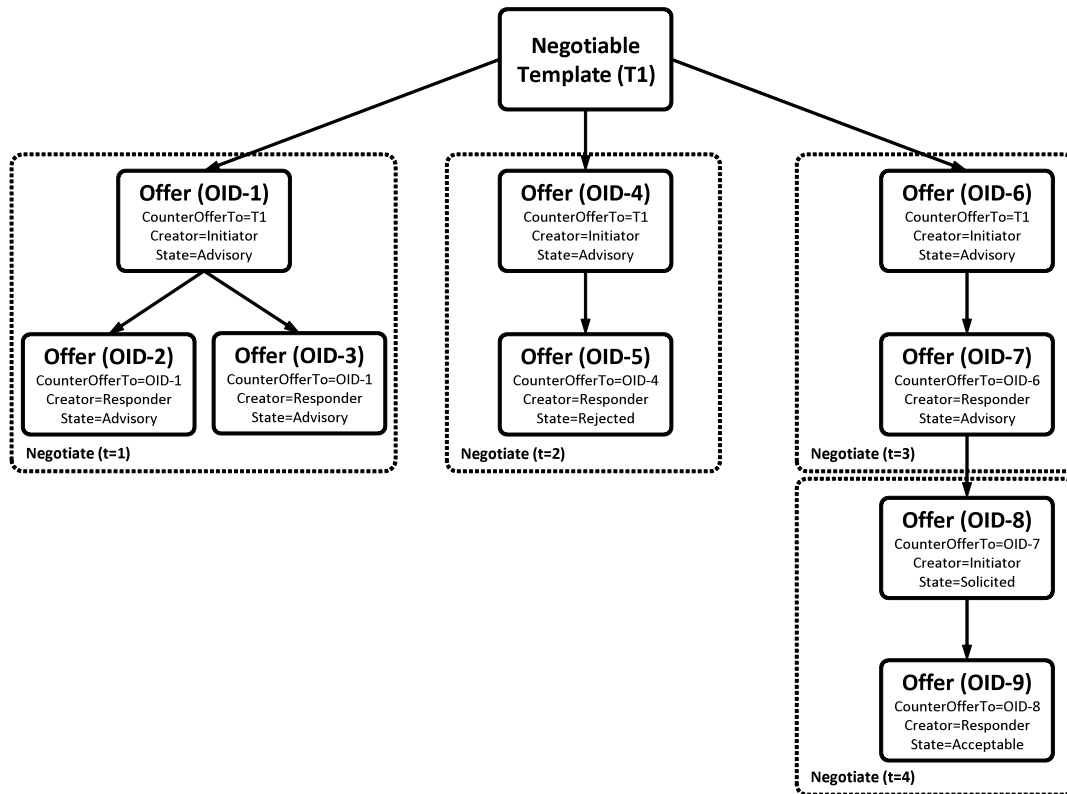 Negotiable
Template (T1)
Offer (OID-1)
CounterOfferTo=T1
Creator=Initiator
State=Advisory
Offer (OID-2)
CounterOfferTo=OID-1
Creator=Responder
State=Advisory
Offer (OID-3)
CounterOfferTo=OID-1
Creator=Responder
State=Advisory
Negotiate (t=1)
Offer (OID-4)
CounterOfferTo=T1
Creator=Initiator
State=Advisory
Offer (OID-5)
CounterOfferTo=OID-4
Creator=Responder
State=Rejected
Negotiate (t=2)
Offer (OID-6)
CounterOfferTo=T1
Creator=Initiator
State=Advisory
Offer (OID-7)
CounterOfferTo=OID-6
Creator=Responder
State=Advisory
Negotiate (t=3)
Offer (OID-8)
CounterOfferTo=OID-7
Creator=Initiator
State=Solicited
Offer (OID-9)
CounterOfferTo=OID-8
Creator=Responder
State=Acceptable
Negotiate (t=4)